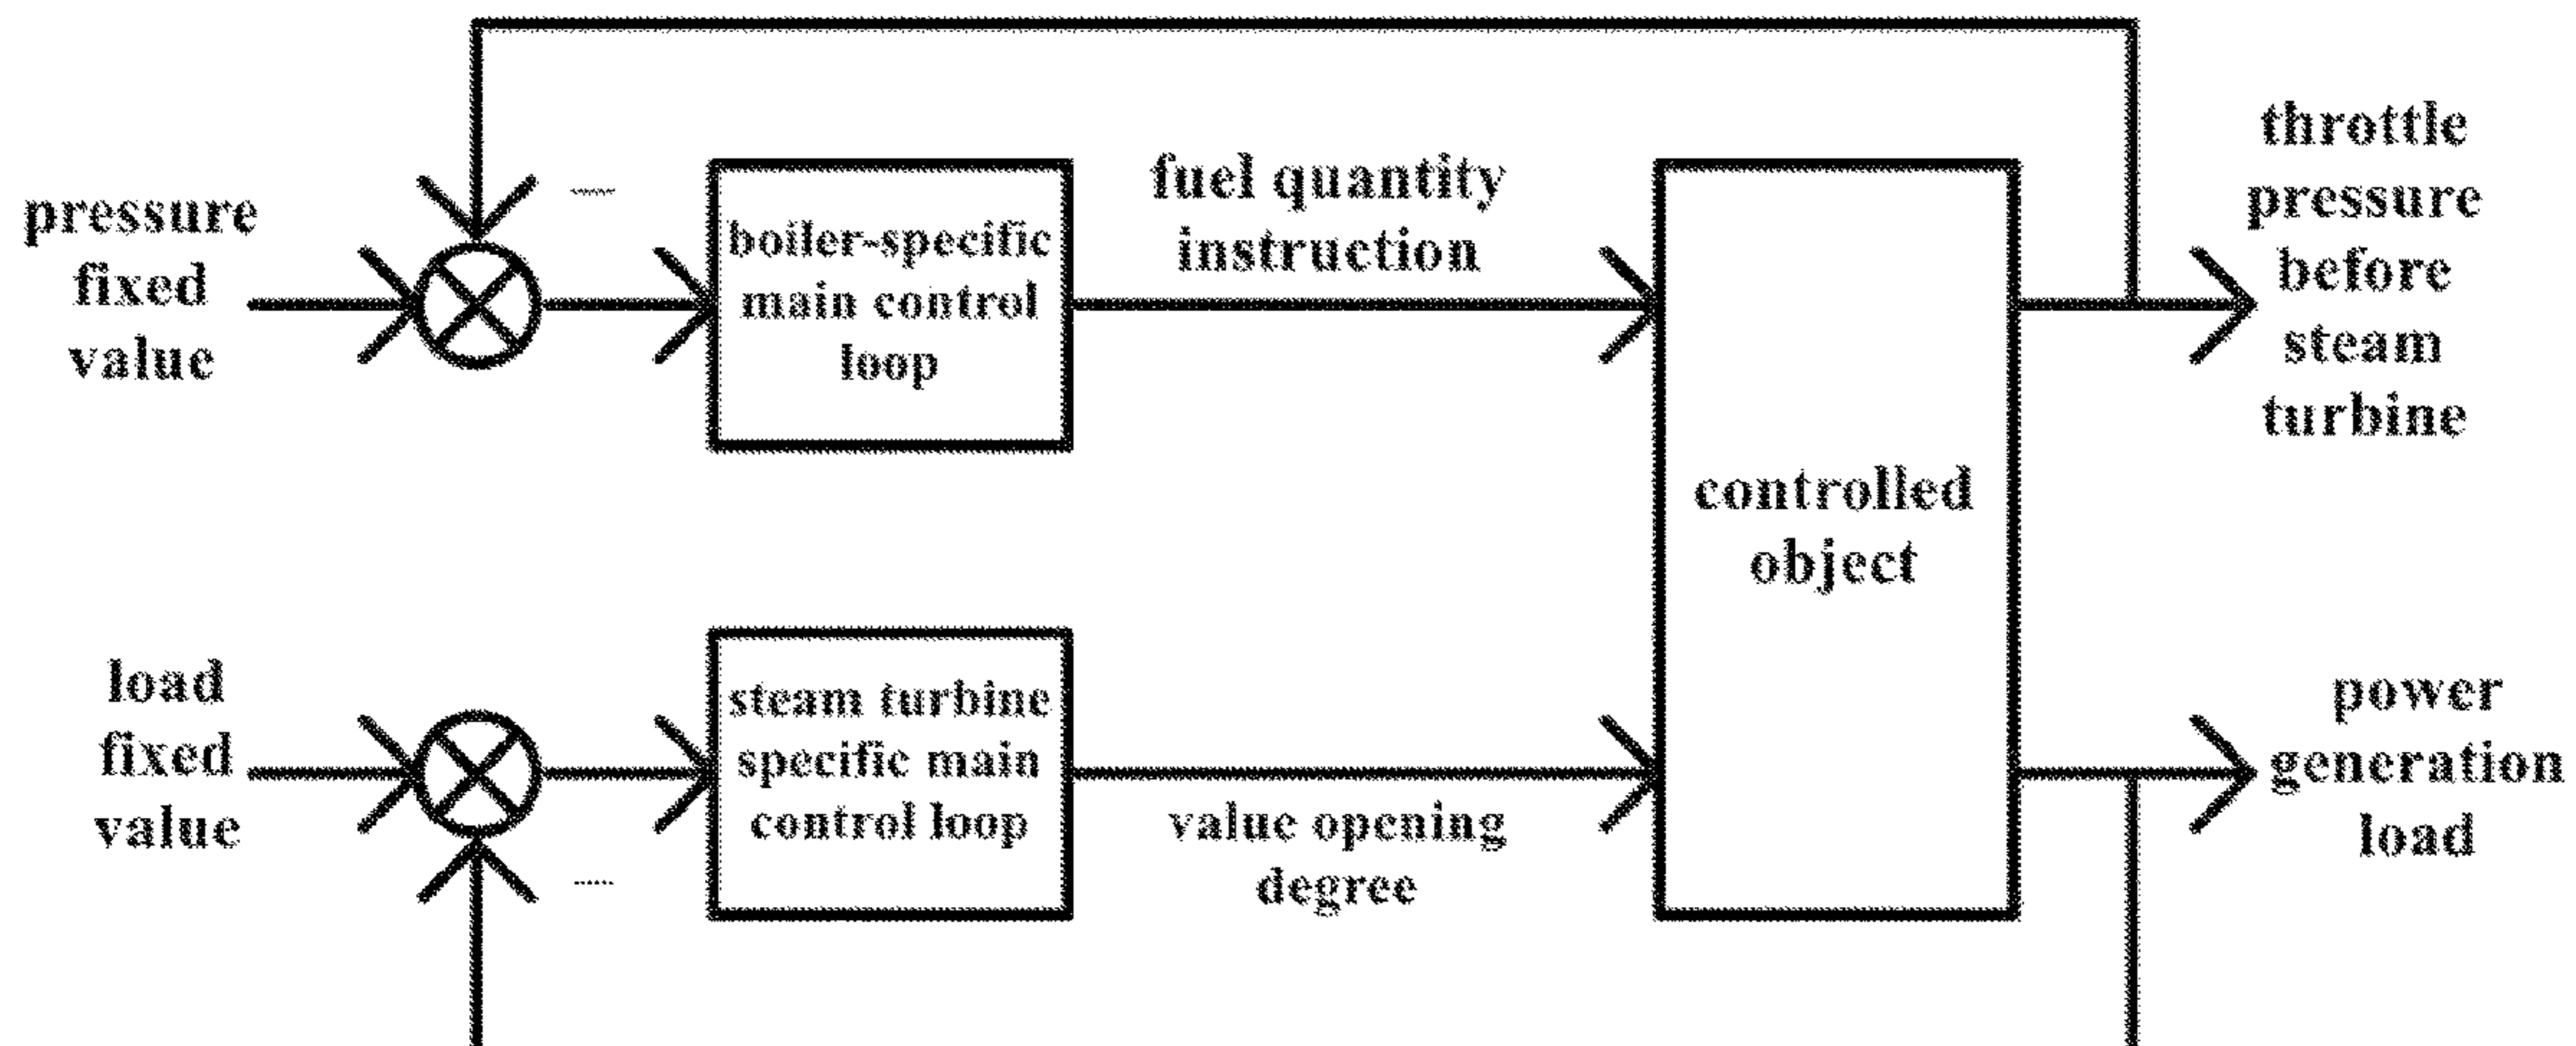 pressure
fixed
value
boiler-specific
main control
loop
fuel quantity
instruction
controlled
object
throttle
pressure
before
steam
turbine
load
fixed
value
steam turbine
specific main
control loop
value opening
degree
power
generation
load